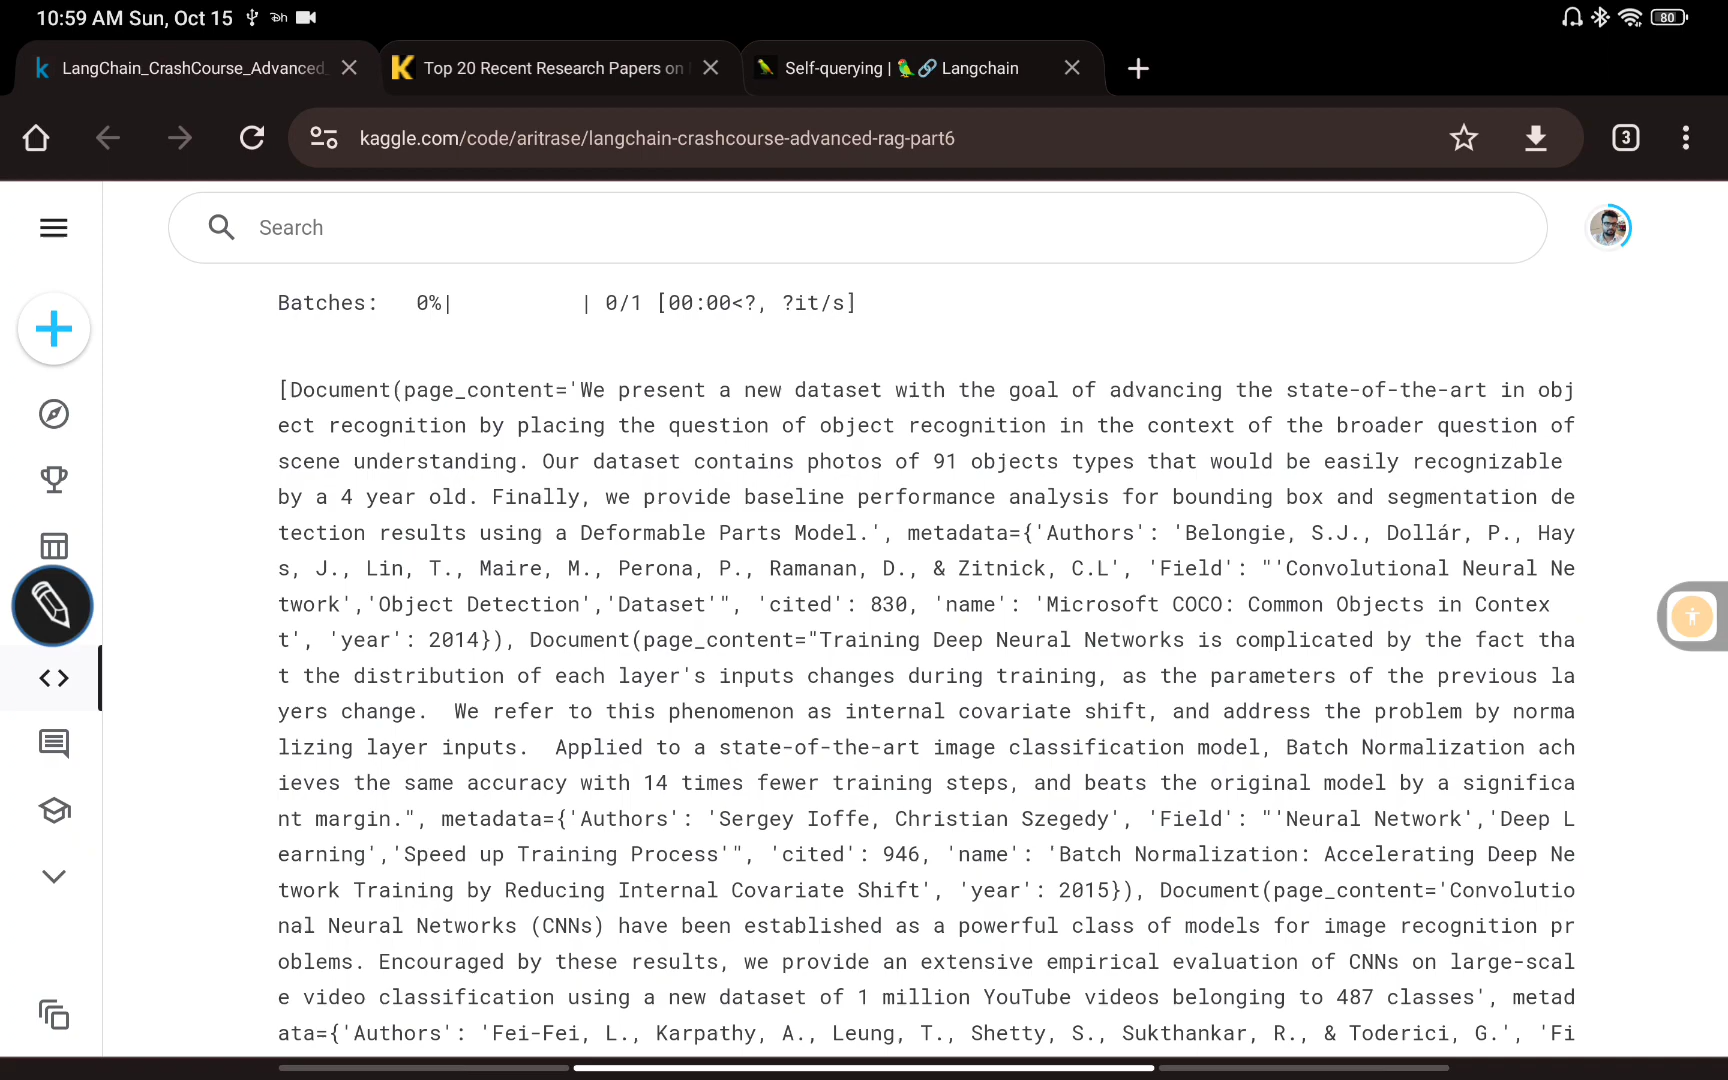 10:59 AM Sun, Oct 15
80
LangChain_CrashCourse_Advanced_
Top 20 Recent Research Papers on
Self-querying | 🦜🔗 Langchain
kaggle.com/code/aritrase/langchain-crashcourse-advanced-rag-part6
3
Search
Batches:   0%|          | 0/1 [00:00<?, ?it/s]
[Document(page_content='We present a new dataset with the goal of advancing the state-of-the-art in obj
ect recognition by placing the question of object recognition in the context of the broader question of
scene understanding. Our dataset contains photos of 91 objects types that would be easily recognizable
by a 4 year old. Finally, we provide baseline performance analysis for bounding box and segmentation de
tection results using a Deformable Parts Model.', metadata={'Authors': 'Belongie, S.J., Dollár, P., Hay
s, J., Lin, T., Maire, M., Perona, P., Ramanan, D., & Zitnick, C.L', 'Field': "'Convolutional Neural Ne
twork','Object Detection','Dataset'", 'cited': 830, 'name': 'Microsoft COCO: Common Objects in Contex
t', 'year': 2014}), Document(page_content="Training Deep Neural Networks is complicated by the fact tha
t the distribution of each layer's inputs changes during training, as the parameters of the previous la
yers change.  We refer to this phenomenon as internal covariate shift, and address the problem by norma
lizing layer inputs.  Applied to a state-of-the-art image classification model, Batch Normalization ach
ieves the same accuracy with 14 times fewer training steps, and beats the original model by a significa
nt margin.", metadata={'Authors': 'Sergey Ioffe, Christian Szegedy', 'Field': "'Neural Network','Deep L
earning','Speed up Training Process'", 'cited': 946, 'name': 'Batch Normalization: Accelerating Deep Ne
twork Training by Reducing Internal Covariate Shift', 'year': 2015}), Document(page_content='Convolutio
nal Neural Networks (CNNs) have been established as a powerful class of models for image recognition pr
oblems. Encouraged by these results, we provide an extensive empirical evaluation of CNNs on large-scal
e video classification using a new dataset of 1 million YouTube videos belonging to 487 classes', metad
ata={'Authors': 'Fei-Fei, L., Karpathy, A., Leung, T., Shetty, S., Sukthankar, R., & Toderici, G.', 'Fi